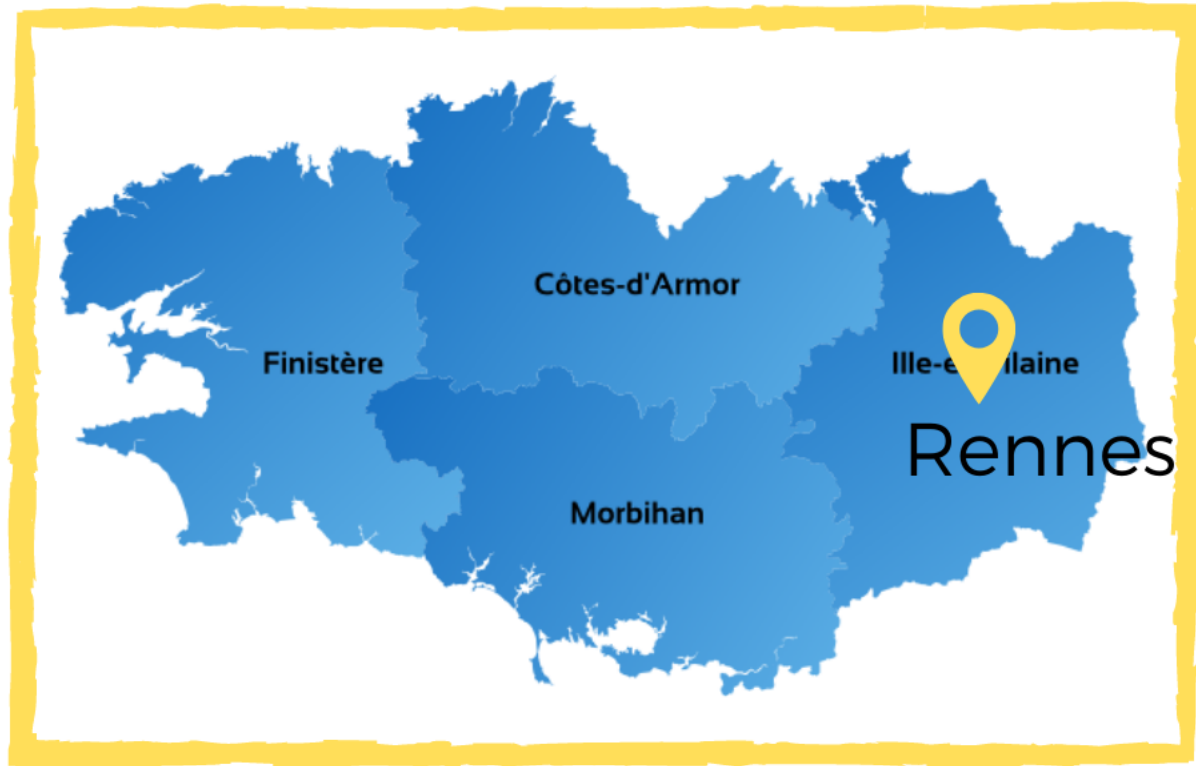 Côtes-d'Armor
Finistère
Ille-e ilaine
Rennes
Morbihan